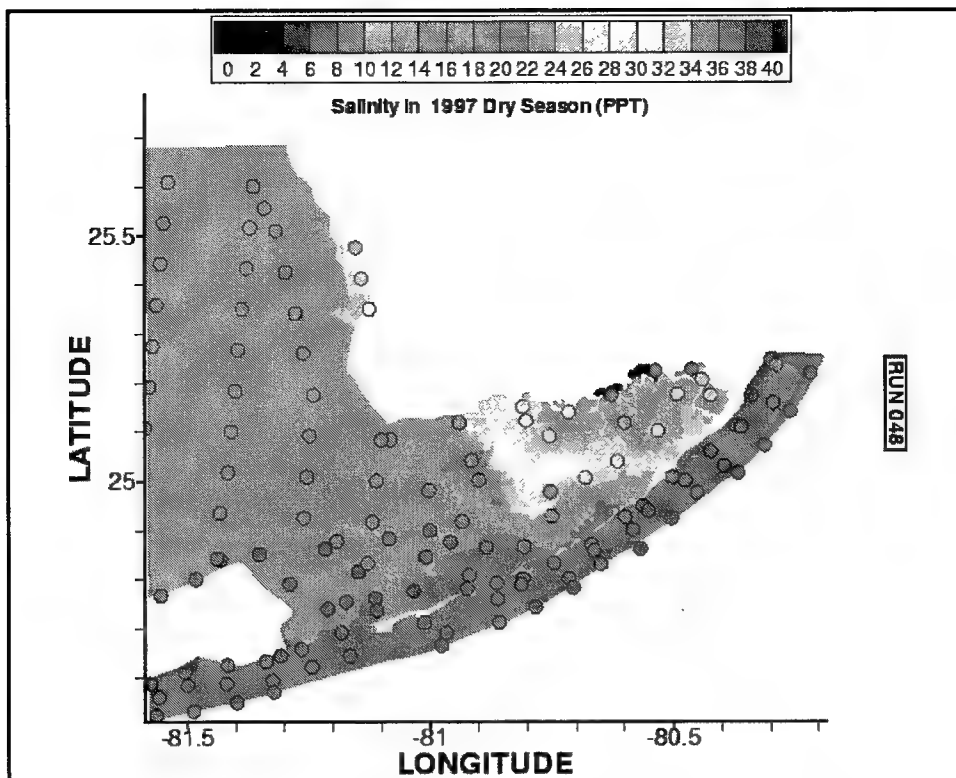 0 2 4 6 8 10 12 14 16 18 20 22 24 26 28 30 32 34 36 38 40
Salinity in 1997 Dry Season (PPT)
25.5
25
LATITUDE
RUN 048
-81.5 -81 -80.5
LONGITUDE